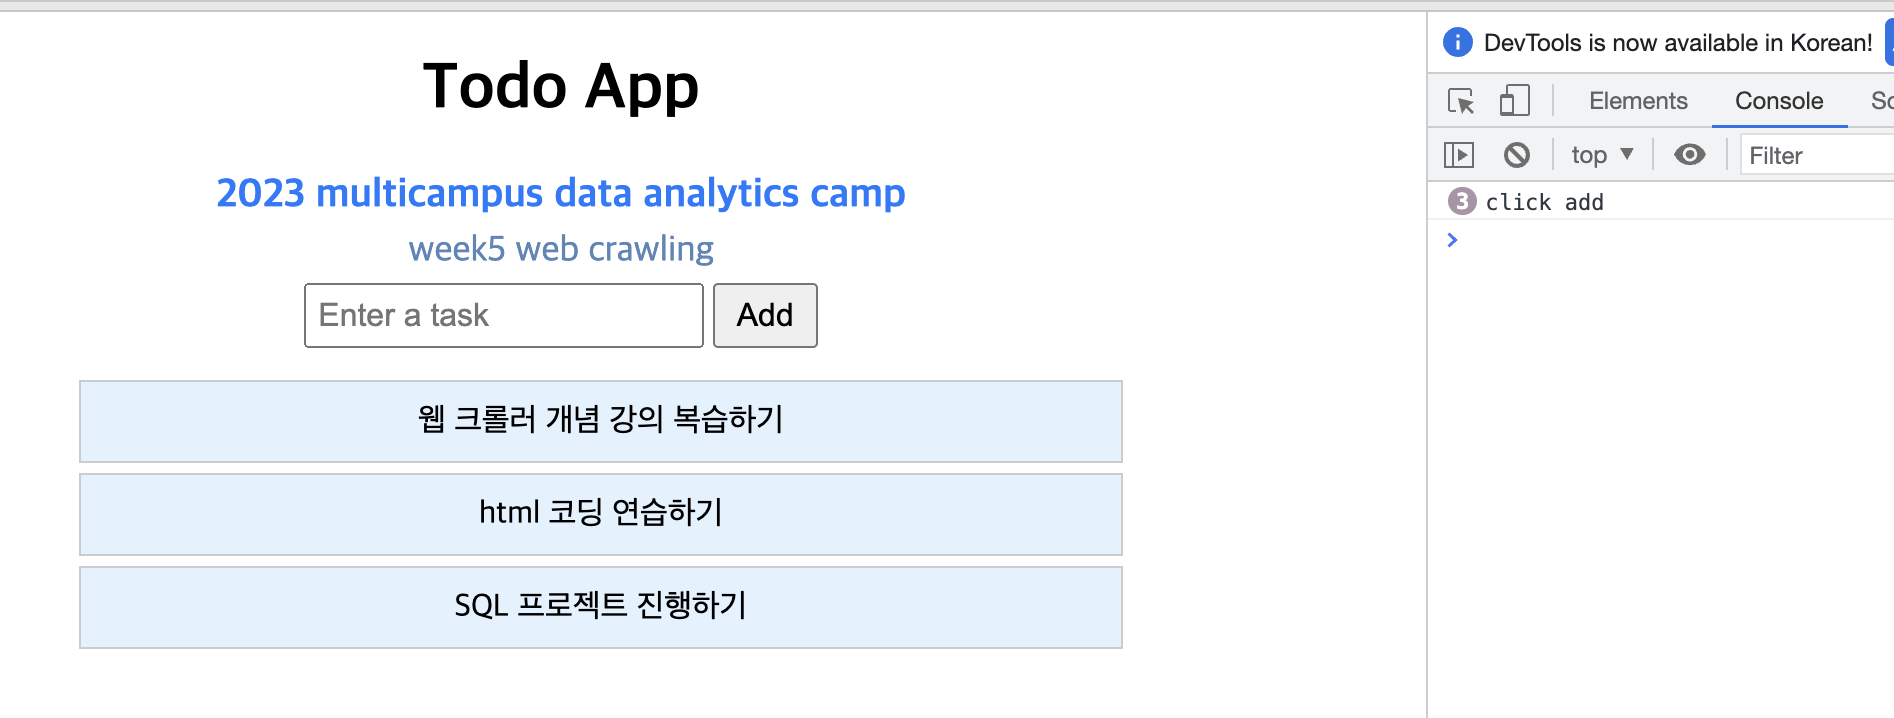 Todo App
2023 multicampus data analytics camp
week5 web crawling
Enter a task
Add
웹 크롤러 개념 강의 복습하기
html 코딩 연습하기
SQL 프로젝트 진행하기
DevTools is now available in Korean!
Elements Console
top Filter
3 click add